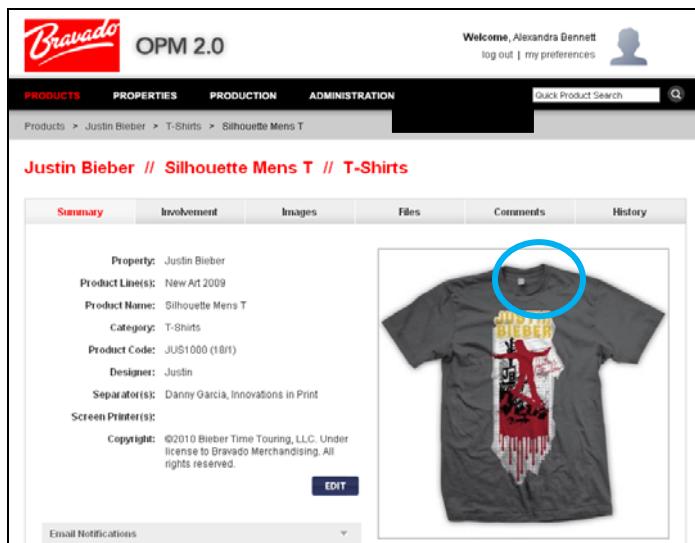 Bravado
OPM 2.0
Welcome, Alexandra Bennett
log out | my preferences
PRODUCTS PROPERTIES PRODUCTION ADMINISTRATION Quick Product Search
Products > Justin Bieber > T-Shirts > Silhouette Mens T
Justin Bieber // Silhouette Mens T // T-Shirts
Summary Involvement Images Files Comments History
Property: Justin Bieber
Product Line(s): New Art 2009
Product Name: Silhouette Mens T
Category: T-Shirts
Product Code: JUS1000 (18/1)
Designer: Justin
Separator(s): Danny Garcia, Innovations in Print
Screen Printer(s):
Copyright: ©2010 Bieber Time Touring, LLC. Under
license to Bravado Merchandising. All
rights reserved.
EDIT
Email Notifications
JUSTIN
BIEBER